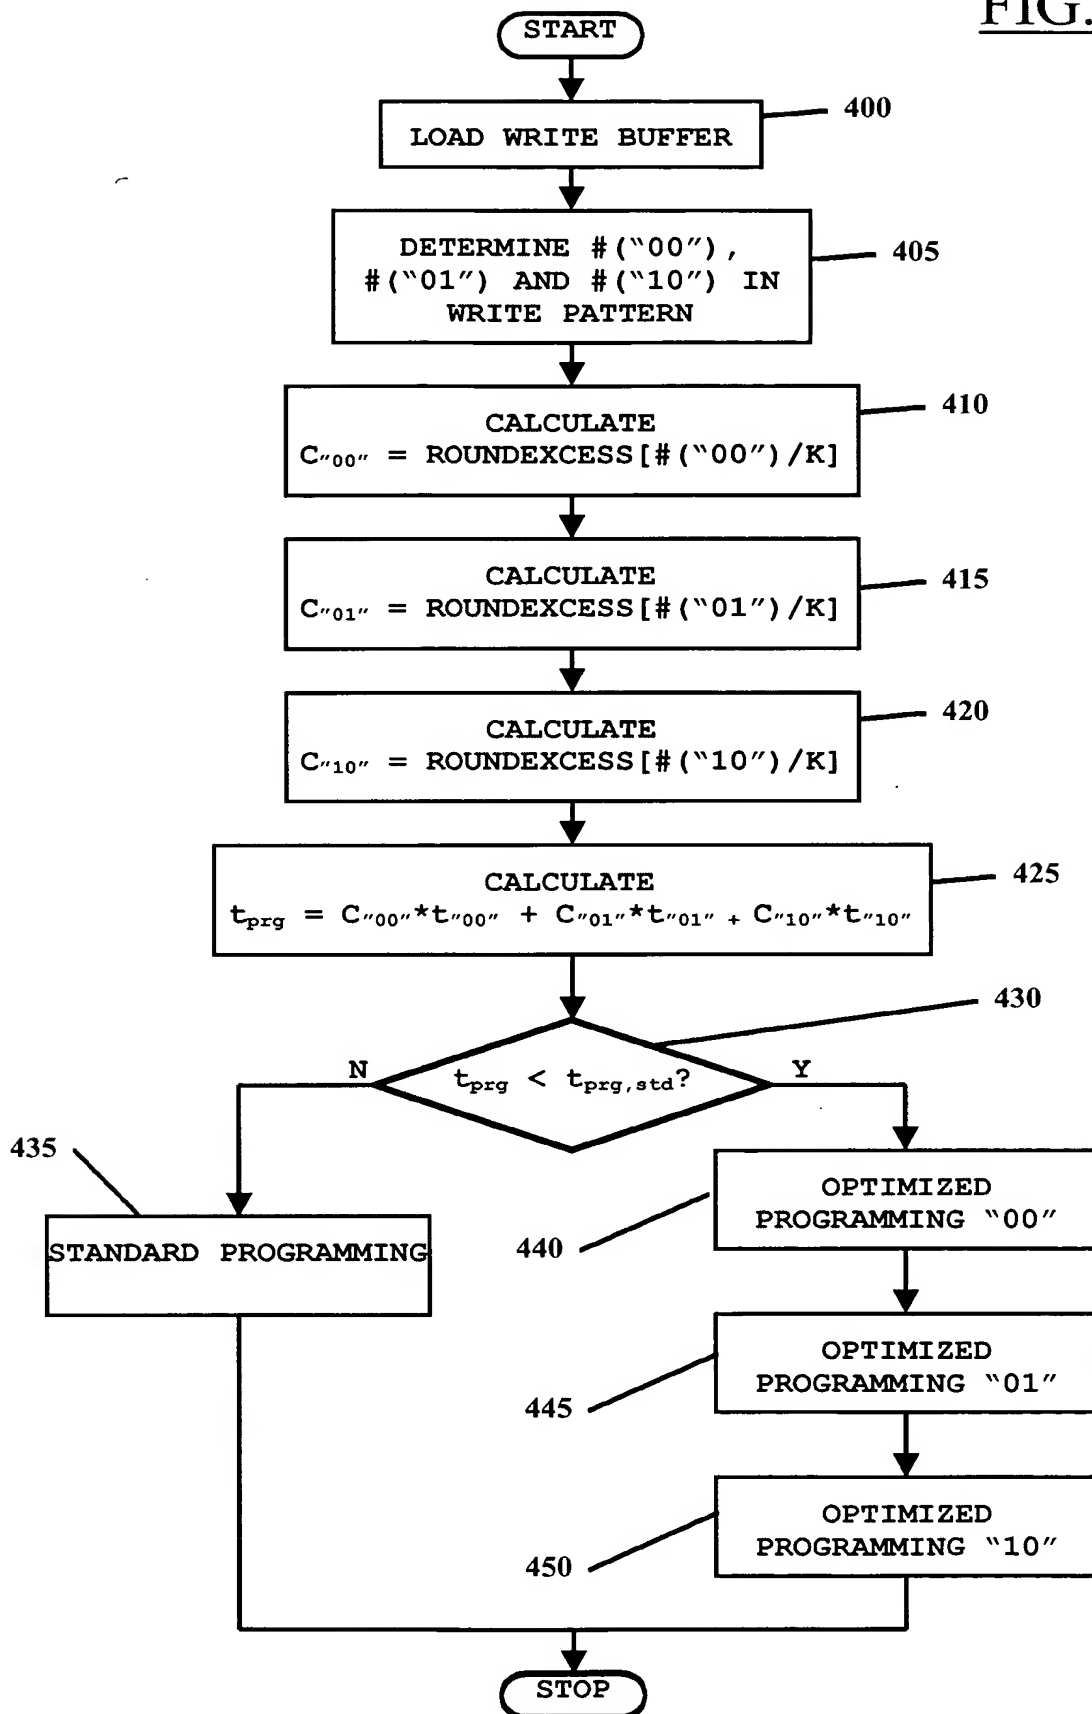 FIG.
START
400
LOAD WRITE BUFFER
405
DETERMINE #("00"),
#("01") AND #("10") IN
WRITE PATTERN
410
CALCULATE
C"00" = ROUNDEXCESS[#("00")/K]
415
CALCULATE
C"01" = ROUNDEXCESS[#("01")/K]
420
CALCULATE
C"10" = ROUNDEXCESS[#("10")/K]
425
CALCULATE
tprg = C"00"*t"00" + C"01"*t"01" + C"10"*t"10"
430
N
tprg < tprg,std?
Y
435
STANDARD PROGRAMMING
OPTIMIZED
PROGRAMMING "00"
440
OPTIMIZED
PROGRAMMING "01"
445
OPTIMIZED
PROGRAMMING "10"
450
STOP